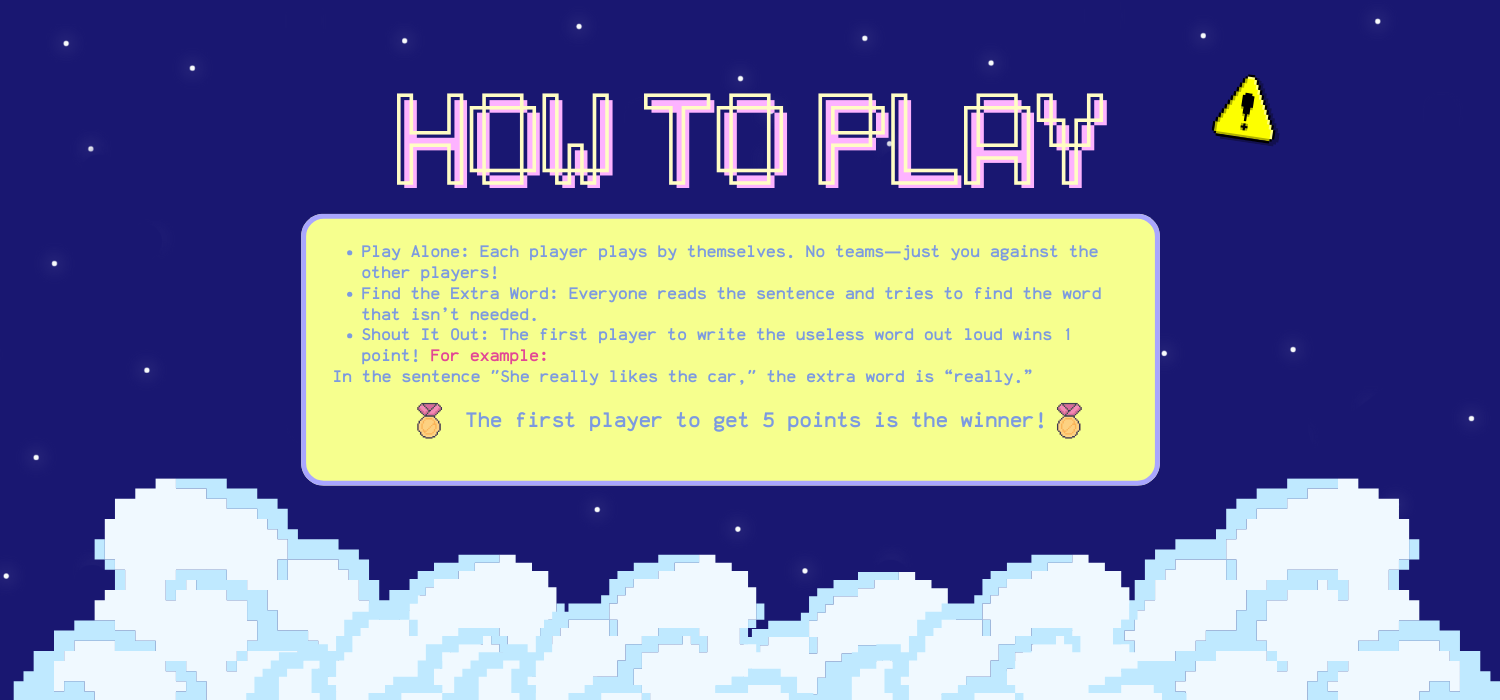 HOW TO PLAY
• Play Alone: Each player plays by themselves. No teams—just you against the
other players!
• Find the Extra Word: Everyone reads the sentence and tries to find the word
that isn't needed.
• Shout It Out: The first player to write the useless word out loud wins 1
point! For example:
In the sentence "She really likes the car," the extra word is “really.”
The first player to get 5 points is the winner!